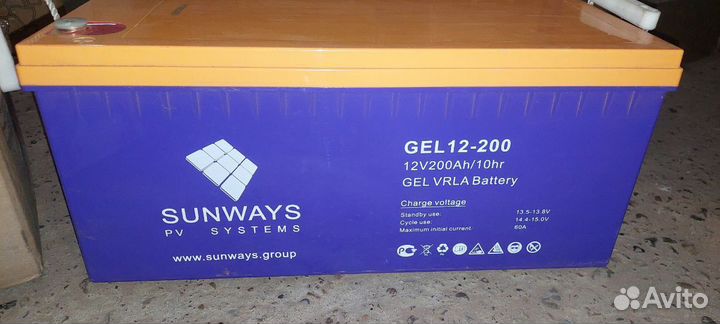 SUNWAYS
PV SYSTEMS
www.sunways.group
GEL12-200
12V200Ah/10hr
GEL VRLA Battery
Charge voltage
Standby use: 13.5-13.8V
Cycle use: 14.4-15.0V
Maximum initial current: 60A
Avito